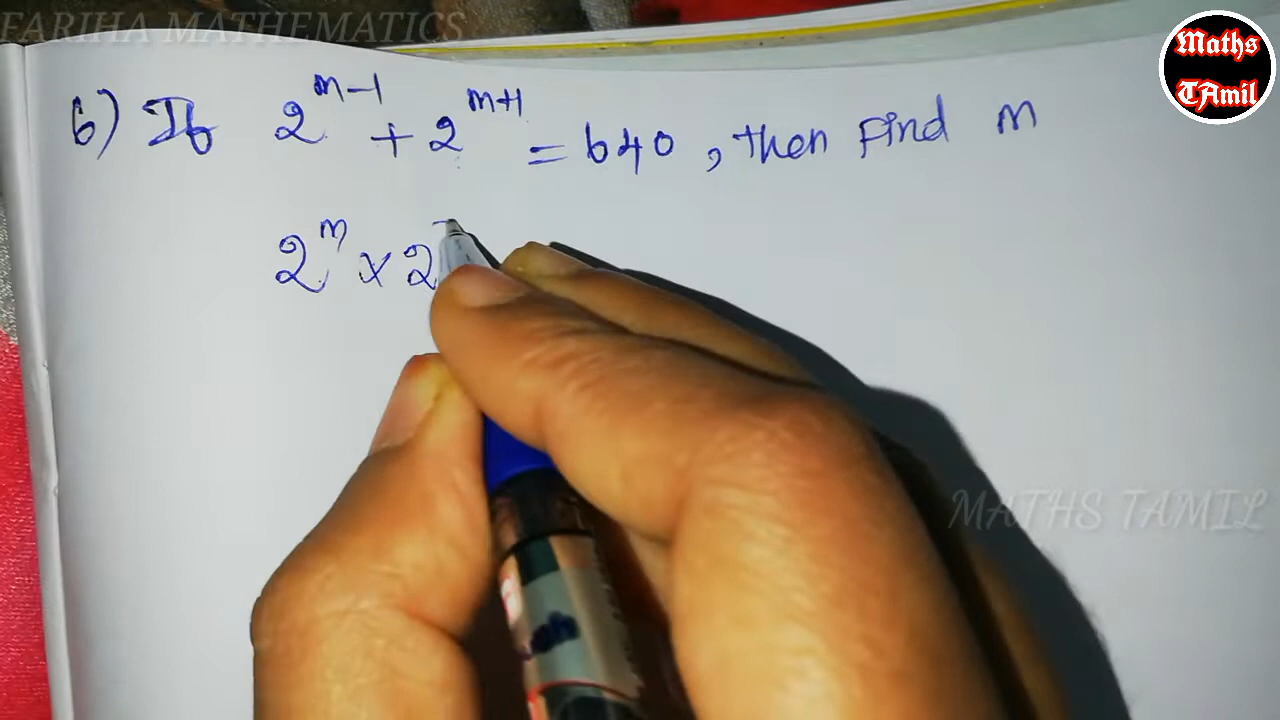 FARIHA MATHEMATICS
Maths
TAmil
6) If 2^{m-1} + 2^{m+1} = 640, then Find m
2^m × 2^-
MATHS TAMIL